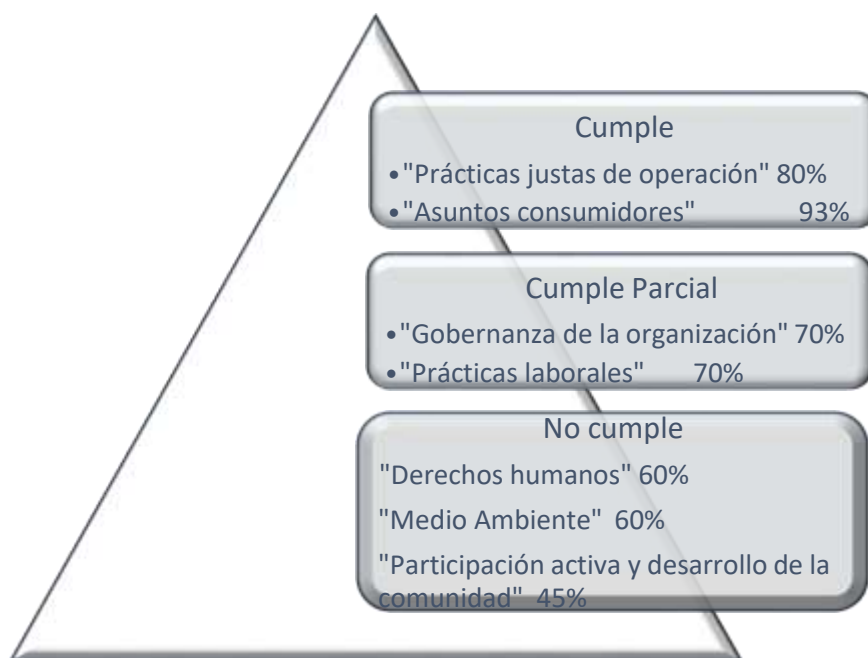 Cumple
•"Prácticas justas de operación" 80%
•"Asuntos consumidores" 93%
Cumple Parcial
•"Gobernanza de la organización" 70%
•"Prácticas laborales" 70%
No cumple
"Derechos humanos" 60%
"Medio Ambiente" 60%
"Participación activa y desarrollo de la
comunidad" 45%